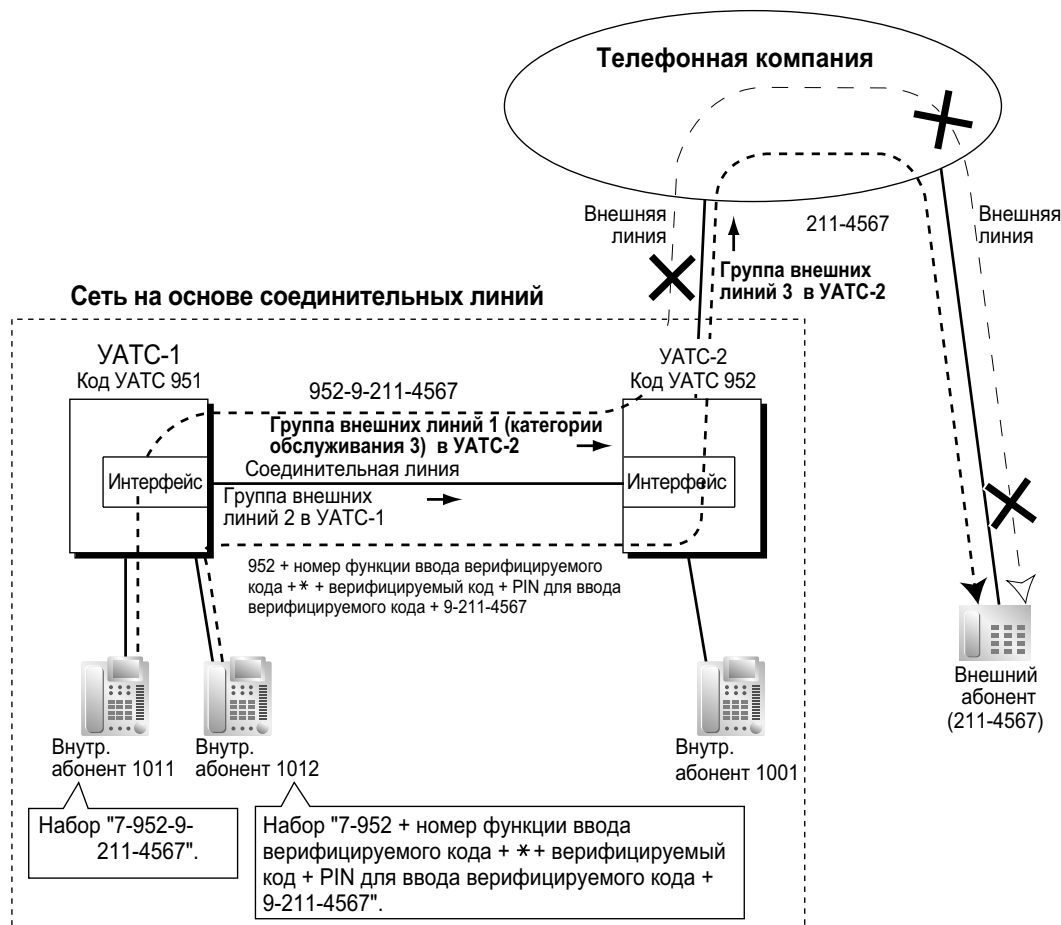 Телефонная компания
Внешняя
линия
211-4567
Внешняя
линия
Группа внешних
линий 3 в УАТС-2
Сеть на основе соединительных линий
УАТС-1
Код УАТС 951
УАТС-2
Код УАТС 952
952-9-211-4567
Группа внешних линий 1 (категории
обслуживания 3) в УАТС-2
Соединительная линия
Интерфейс
Интерфейс
Группа внешних
линий 2 в УАТС-1
952 + номер функции ввода верифицируемого
кода +* + верифицируемый код + PIN для ввода
верифицируемого кода + 9-211-4567
Внешний
абонент
(211-4567)
Внутр.
абонент 1011
Внутр.
абонент 1012
Внутр.
абонент 1001
Набор "7-952-9-
211-4567".
Набор "7-952 + номер функции ввода
верифицируемого кода + *+ верифицируемый
код + PIN для ввода верифицируемого кода +
9-211-4567".